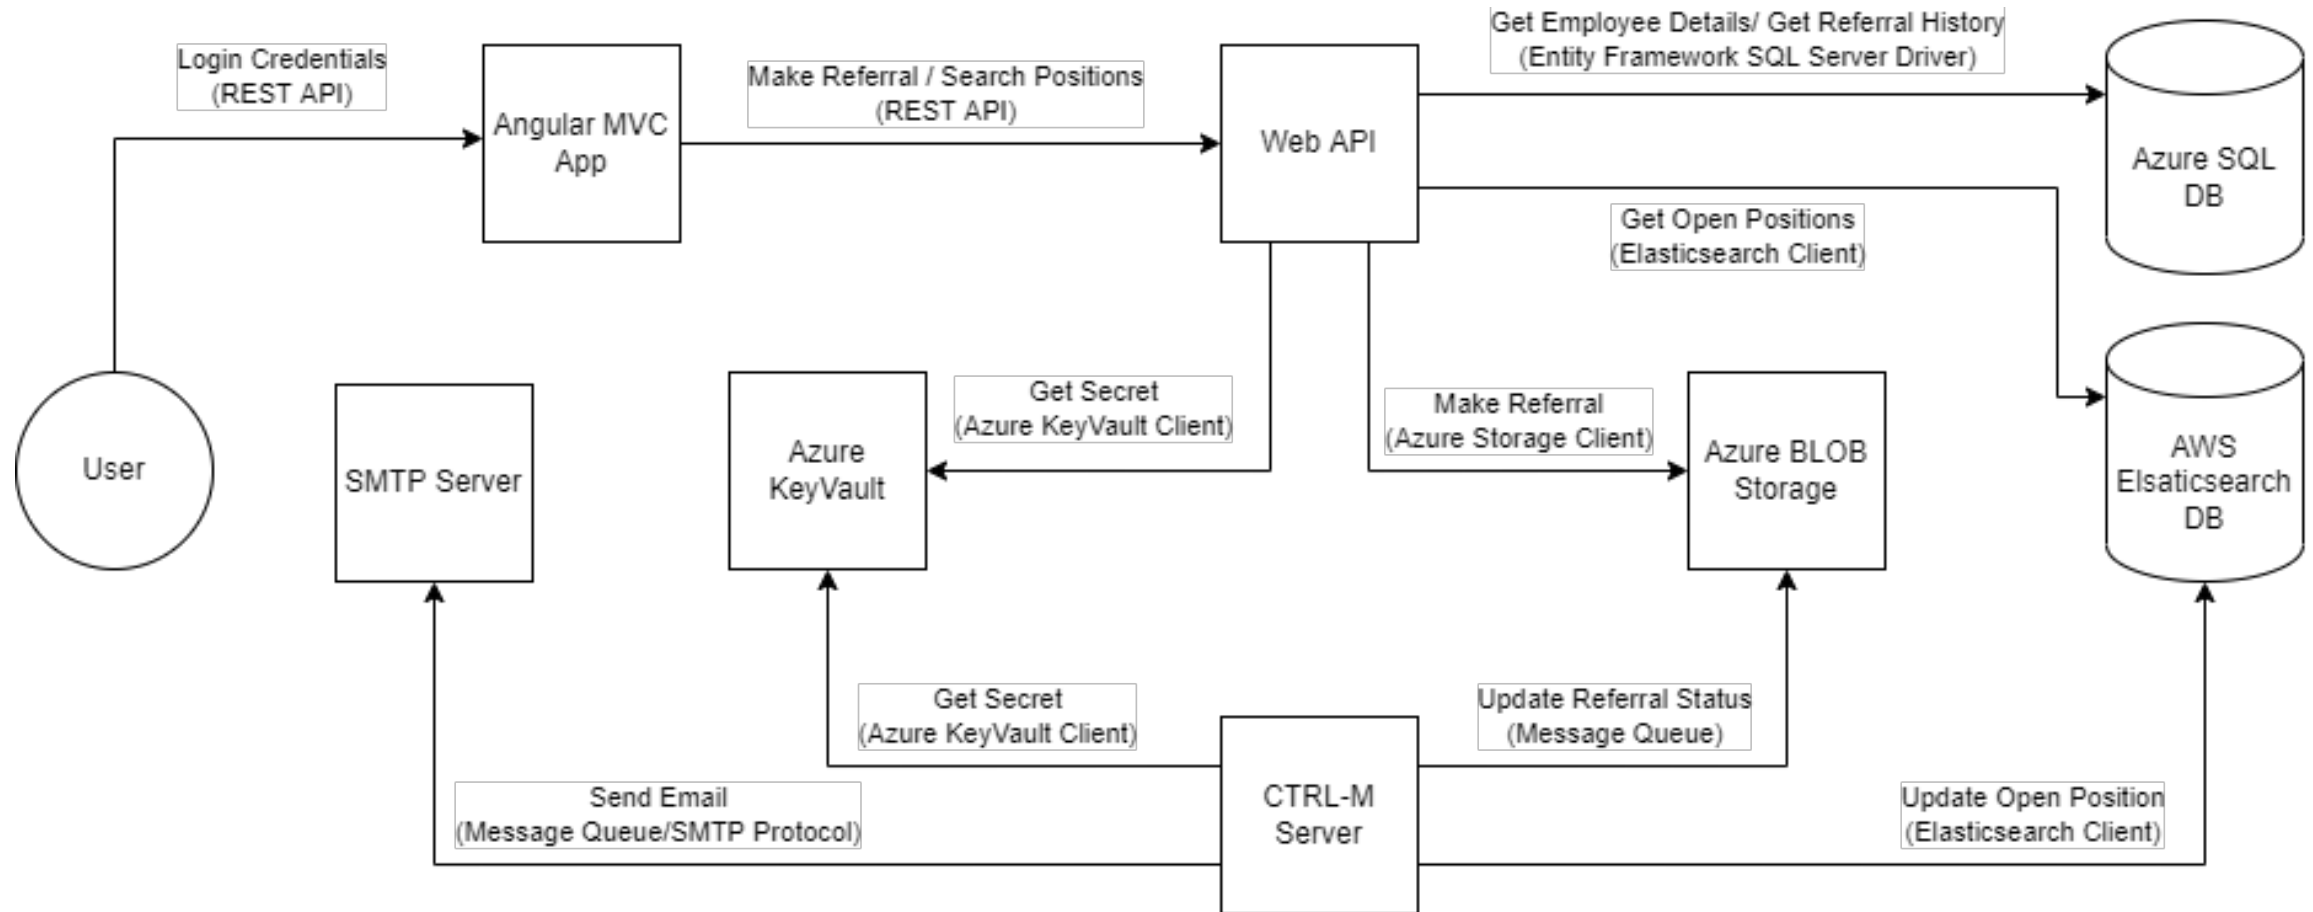 Login Credentials
(REST API)
Angular MVC
App
Make Referral / Search Positions
(REST API)
Web API
Get Employee Details/ Get Referral History
(Entity Framework SQL Server Driver)
Azure SQL
DB
Get Open Positions
(Elasticsearch Client)
User
SMTP Server
Azure
KeyVault
Get Secret
(Azure KeyVault Client)
Make Referral
(Azure Storage Client)
Azure BLOB
Storage
AWS
Elsaticsearch
DB
Get Secret
(Azure KeyVault Client)
Update Referral Status
(Message Queue)
Send Email
(Message Queue/SMTP Protocol)
CTRL-M
Server
Update Open Position
(Elasticsearch Client)